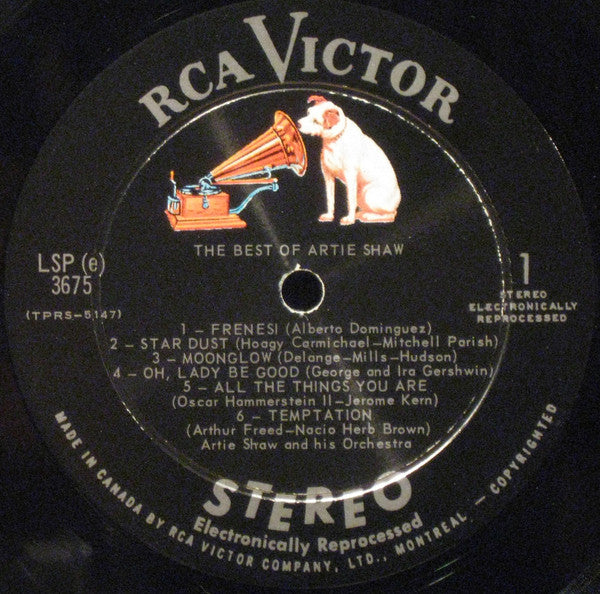 RCA VICTOR
THE BEST OF ARTIE SHAW
LSP (e)
3675
(TPRS-5147)
1
STEREO
ELECTRONICALLY
REPROCESSED
1 – FRENESI (Alberto Dominguez)
2 – STAR DUST (Hoagy Carmichael–Mitchell Parish)
3 – MOONGLOW (Delange–Mills–Hudson)
4 – OH, LADY BE GOOD (George and Ira Gershwin)
5 – ALL THE THINGS YOU ARE
(Oscar Hammerstein II–Jerome Kern)
6 – TEMPTATION
(Arthur Freed–Nacio Herb Brown)
Artie Shaw and his Orchestra
STEREO
Electronically Reprocessed
MADE IN CANADA BY RCA VICTOR COMPANY, LTD., MONTREAL – COPYRIGHTED